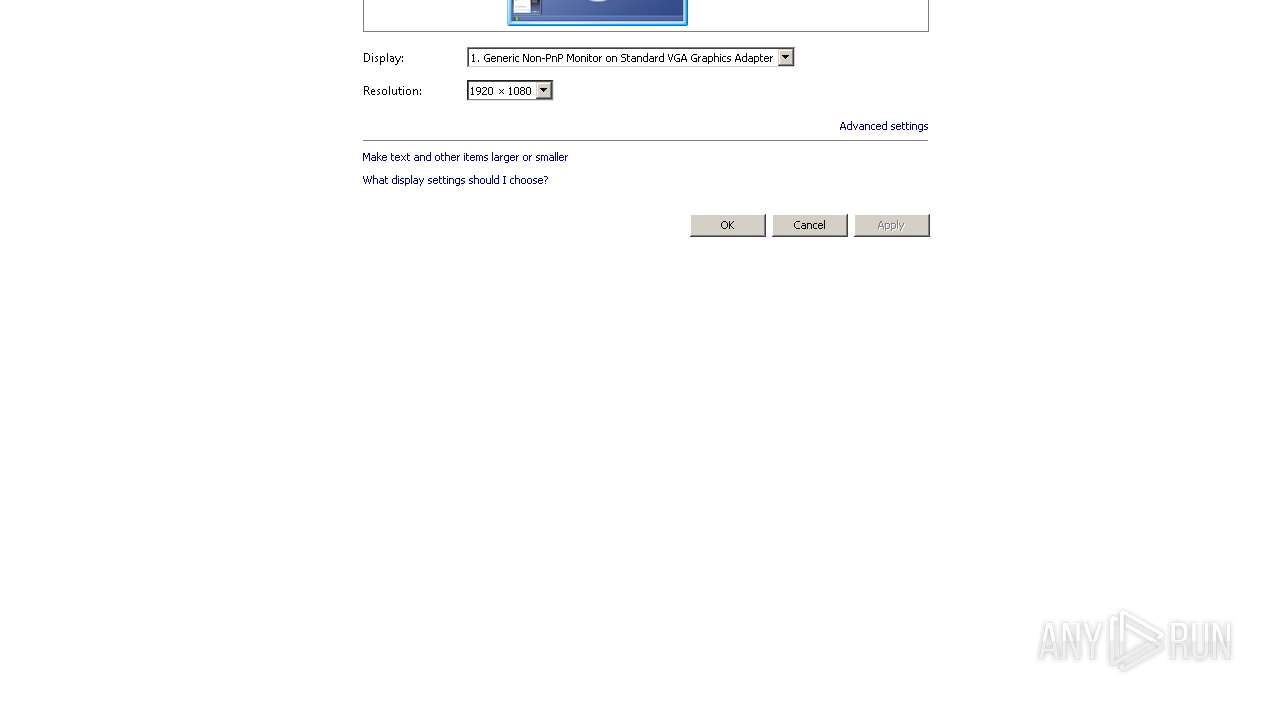 Display:
1. Generic Non-PnP Monitor on Standard VGA Graphics Adapter
Resolution:
1920 × 1080
Advanced settings
Make text and other items larger or smaller
What display settings should I choose?
OK
Cancel
Apply
ANY RUN